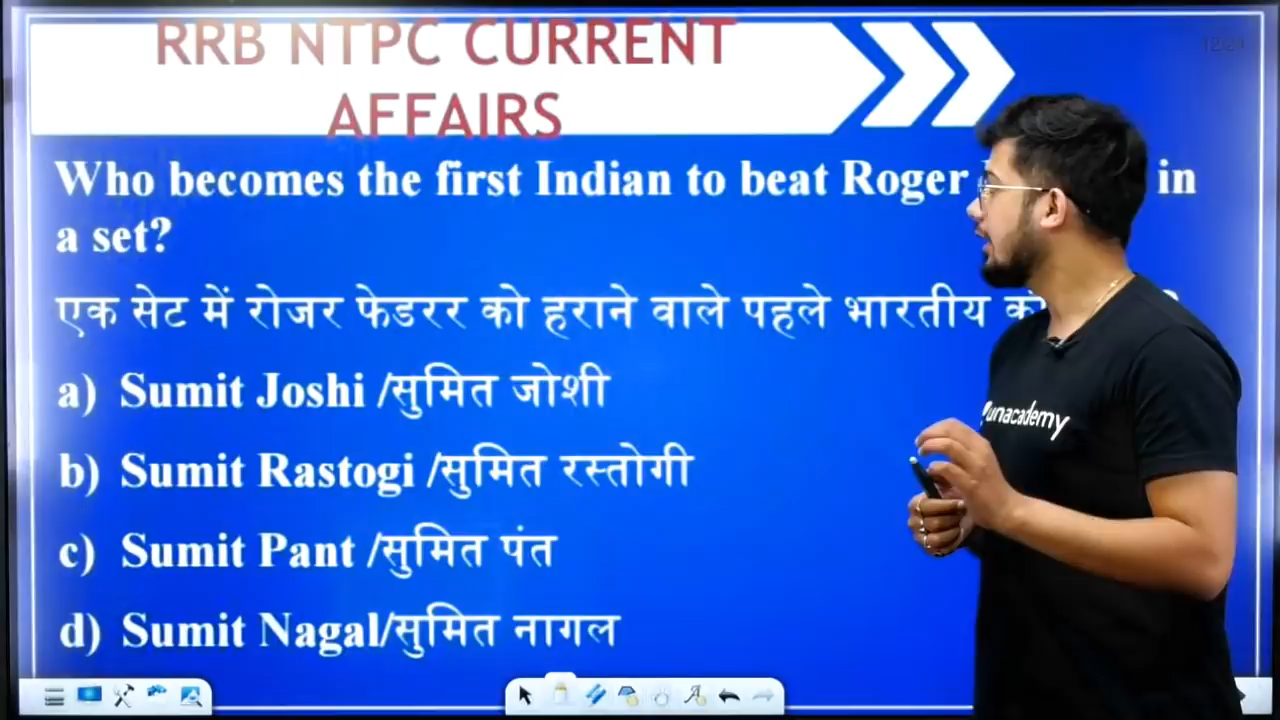 RRB NTPC CURRENT
AFFAIRS
Who becomes the first Indian to beat Roger in
a set?
एक सेट में रोजर फेडरर को हराने वाले पहले भारतीय
a) Sumit Joshi /सुमित जोशी
b) Sumit Rastogi /सुमित रस्तोगी
c) Sumit Pant /सुमित पंत
d) Sumit Nagal/सुमित नागल
unacademy